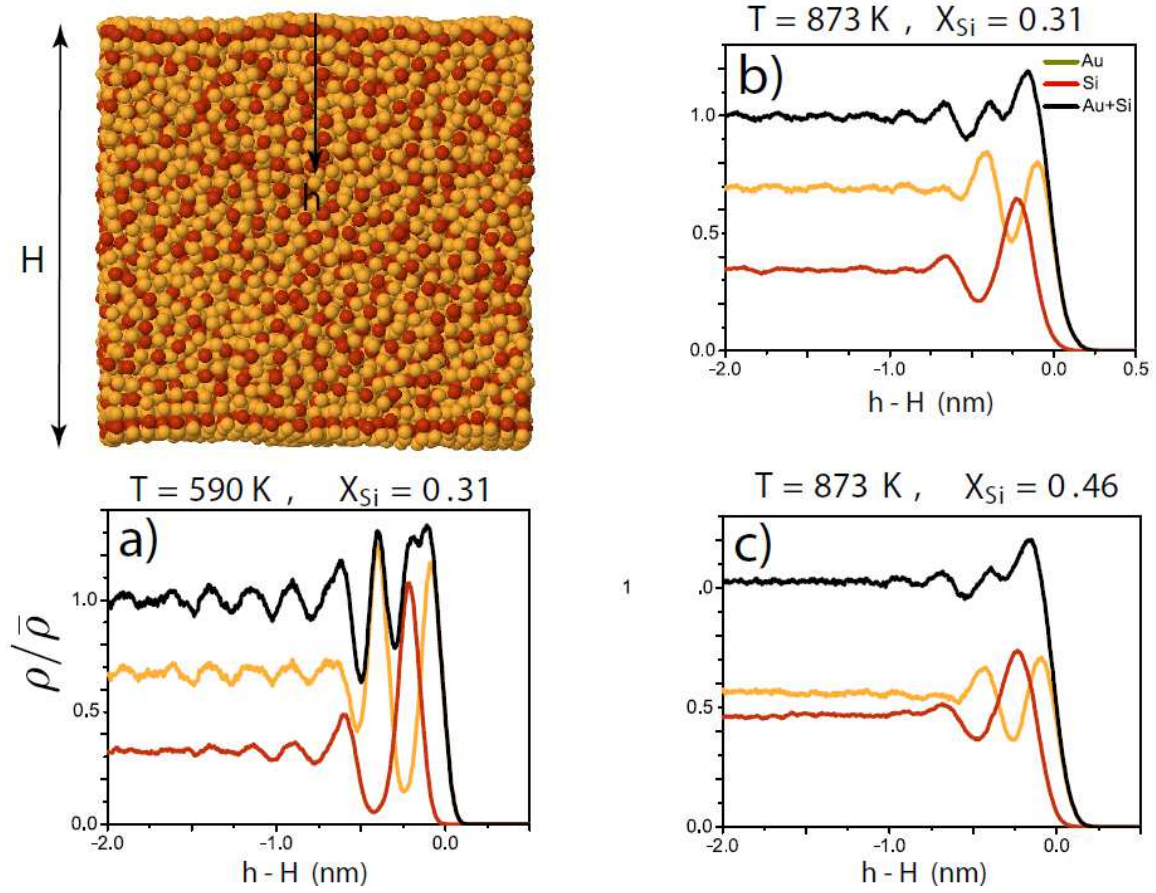 H
h
T = 873 K , X_Si = 0.31
b)
Au
Si
Au+Si
1.0
0.5
0.0
-2.0 -1.0 0.0 0.5
h - H (nm)
T = 590 K , X_Si = 0.31
a)
ρ/ρ̄
1.0
0.5
0.0
-2.0 -1.0 0.0
h - H (nm)
T = 873 K , X_Si = 0.46
c)
1 .0
0.5
0.0
-2.0 -1.0 0.0
h - H (nm)